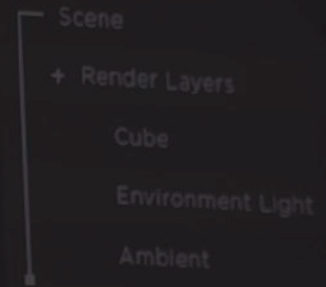 Scene
+ Render Layers
Cube
Environment Light
Ambient